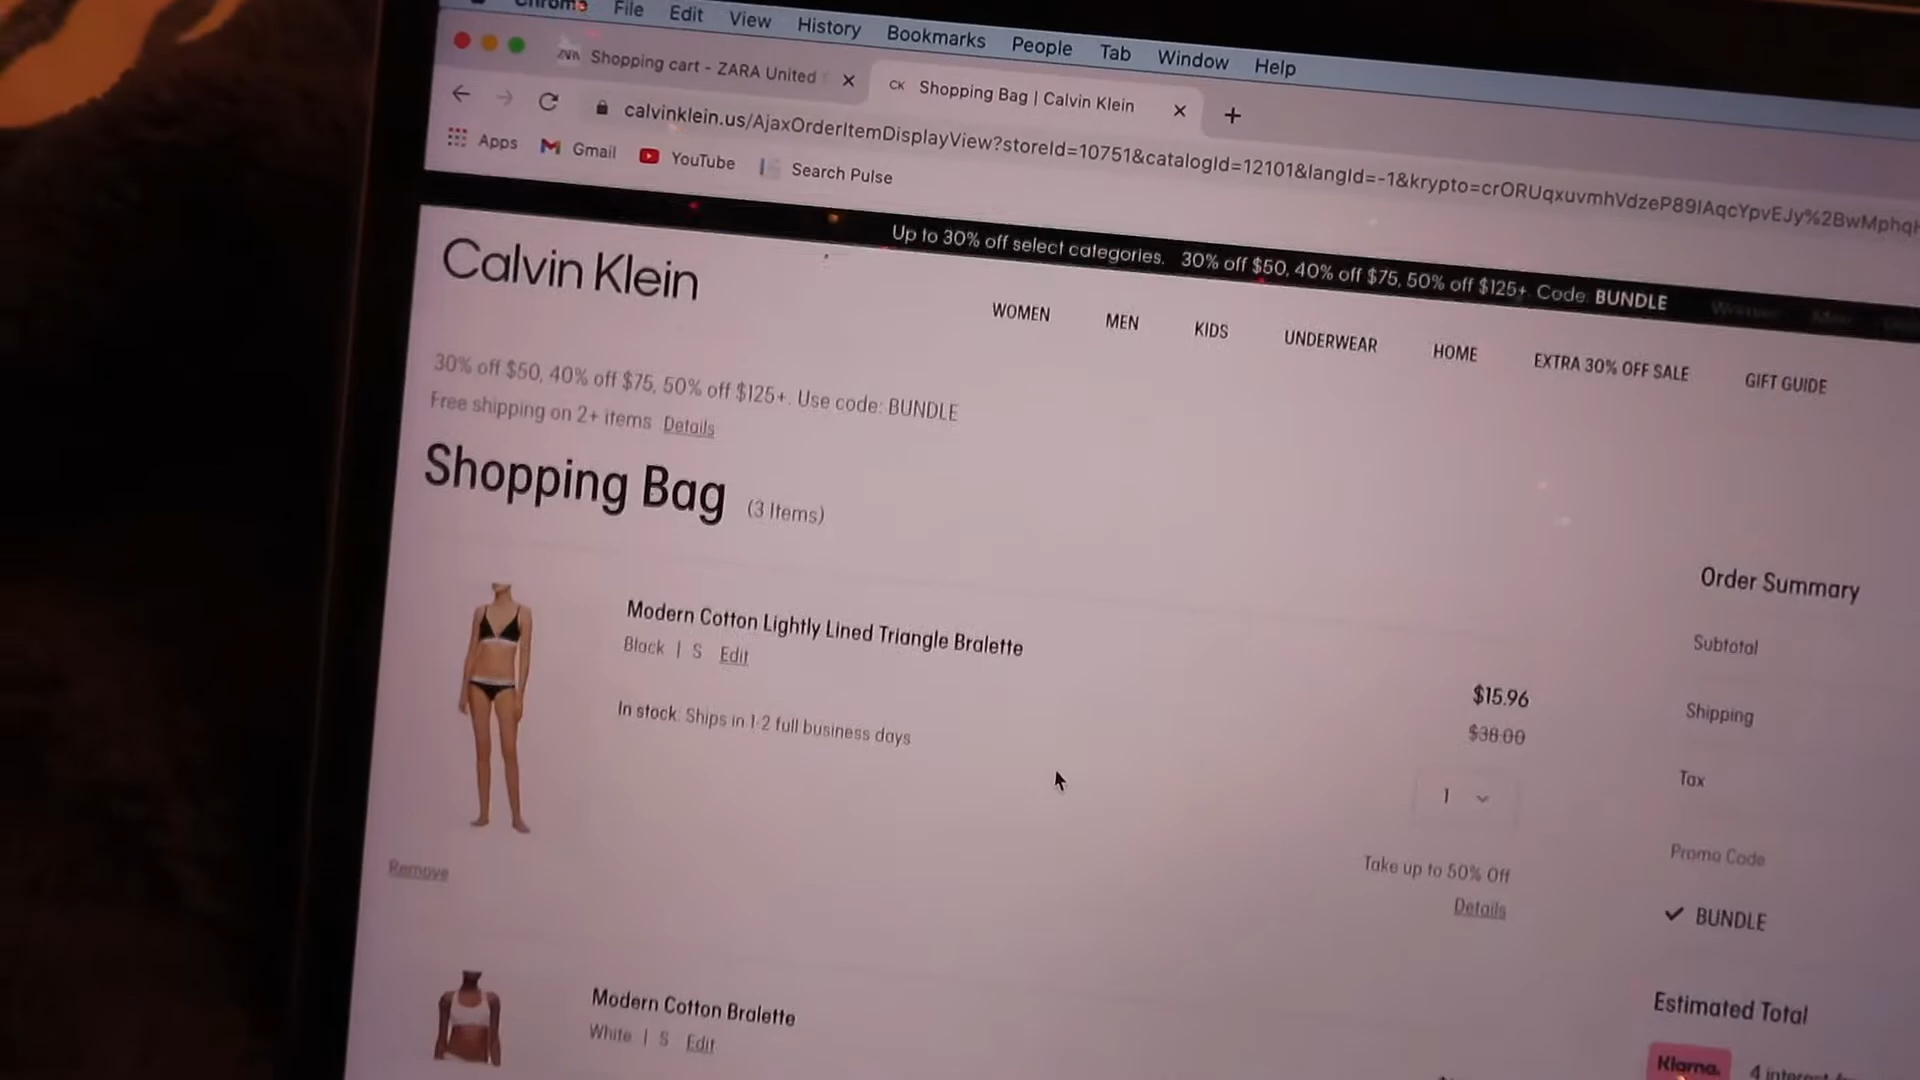 Chrome File Edit View History Bookmarks People Tab Window Help
ZARA Shopping cart - ZARA United
CK Shopping Bag | Calvin Klein
calvinklein.us/AjaxOrderItemDisplayView?storeId=10751&catalogId=12101&langId=-1&krypto=crORUqxuvmhVdzeP89IAqcYpvEJy%2BwMphqH
Apps Gmail YouTube Search Pulse
Up to 30% off select categories. 30% off $50, 40% off $75, 50% off $125+. Code: BUNDLE
Calvin Klein
WOMEN MEN KIDS UNDERWEAR HOME EXTRA 30% OFF SALE GIFT GUIDE
30% off $50, 40% off $75, 50% off $125+. Use code: BUNDLE
Free shipping on 2+ items Details
Shopping Bag (3 Items)
Order Summary
Modern Cotton Lightly Lined Triangle Bralette
Black | S Edit
Subtotal
$15.96
In stock: Ships in 1-2 full business days
Shipping
$38.00
Tax
1
Promo Code
Take up to 50% Off
Remove
Details
BUNDLE
Modern Cotton Bralette
Estimated Total
White | S Edit
Klarna.